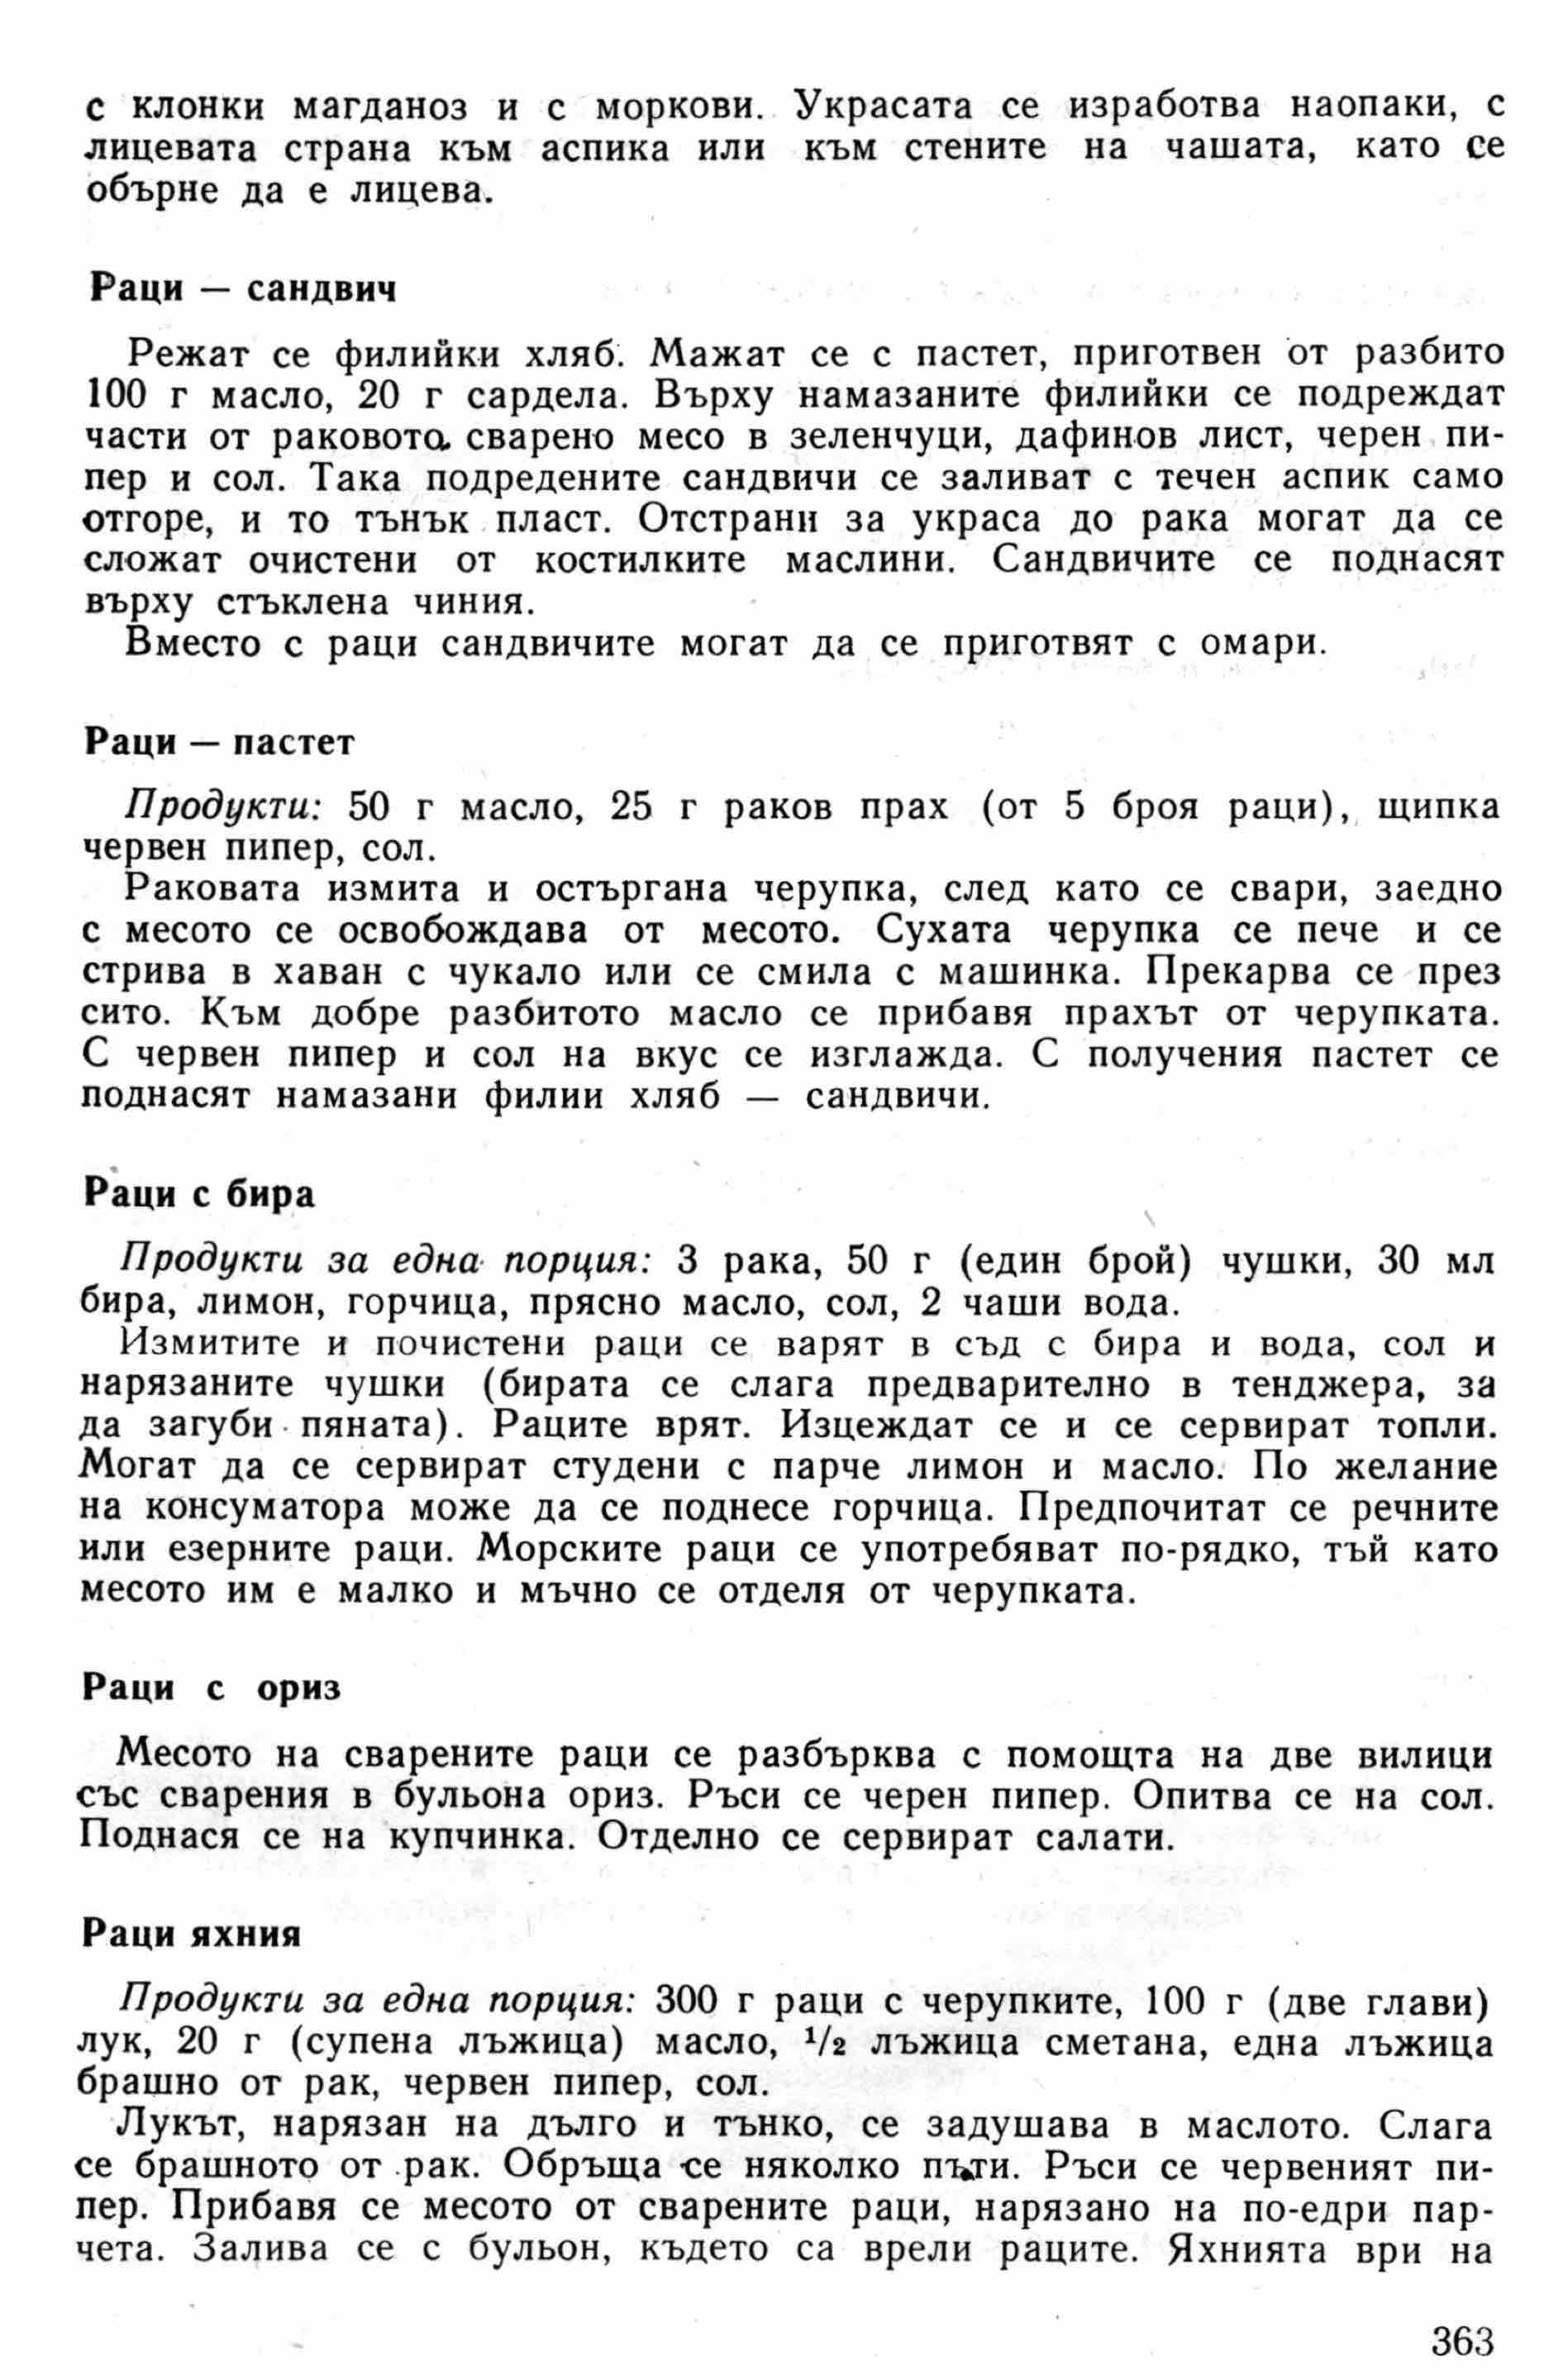 с клонки магданоз и с моркови. Украсата се изработва наопаки, с
лицевата страна към аспика или към стените на чашата, като се
обърне да е лицева.
Раци — сандвич
Режат се филийки хляб. Мажат се с пастет, приготвен от разбито
100 г масло, 20 г сардела. Върху намазаните филийки се подреждат
части от раковото сварено месо в зеленчуци, дафинов лист, черен пи-
пер и сол. Така подредените сандвичи се заливат с течен аспик само
отгоре, и то тънък пласт. Отстрани за украса до рака могат да се
сложат очистени от костилките маслини. Сандвичите се поднасят
върху стъклена чиния.
Вместо с раци сандвичите могат да се приготвят с омари.
Раци — пастет
Продукти: 50 г масло, 25 г раков прах (от 5 броя раци), щипка
червен пипер, сол.
Раковата измита и остъргана черупка, след като се свари, заедно
с месото се освобождава от месото. Сухата черупка се пече и се
стрива в хаван с чукало или се смила с машинка. Прекарва се през
сито. Към добре разбитото масло се прибавя прахът от черупката.
С червен пипер и сол на вкус се изглажда. С получения пастет се
поднасят намазани филии хляб — сандвичи.
Раци с бира
Продукти за една порция: 3 рака, 50 г (един брой) чушки, 30 мл
бира, лимон, горчица, прясно масло, сол, 2 чаши вода.
Измитите и почистени раци се варят в съд с бира и вода, сол и
нарязаните чушки (бирата се слага предварително в тенджера, за
да загуби пяната). Раците врят. Изцеждат се и се сервират топли.
Могат да се сервират студени с парче лимон и масло. По желание
на консуматора може да се поднесе горчица. Предпочитат се речните
или езерните раци. Морските раци се употребяват по-рядко, тъй като
месото им е малко и мъчно се отделя от черупката.
Раци с ориз
Месото на сварените раци се разбърква с помощта на две вилици
със сварения в бульона ориз. Ръси се черен пипер. Опитва се на сол.
Поднася се на купчинка. Отделно се сервират салати.
Раци яхния
Продукти за една порция: 300 г раци с черупките, 100 г (две глави)
лук, 20 г (супена лъжица) масло, ¹/₂ лъжица сметана, една лъжица
брашно от рак, червен пипер, сол.
Лукът, нарязан на дълго и тънко, се задушава в маслото. Слага
се брашното от рак. Обръща се няколко пъти. Ръси се червеният пи-
пер. Прибавя се месото от сварените раци, нарязано на по-едри пар-
чета. Залива се с бульон, където са врели раците. Яхнията ври на
363